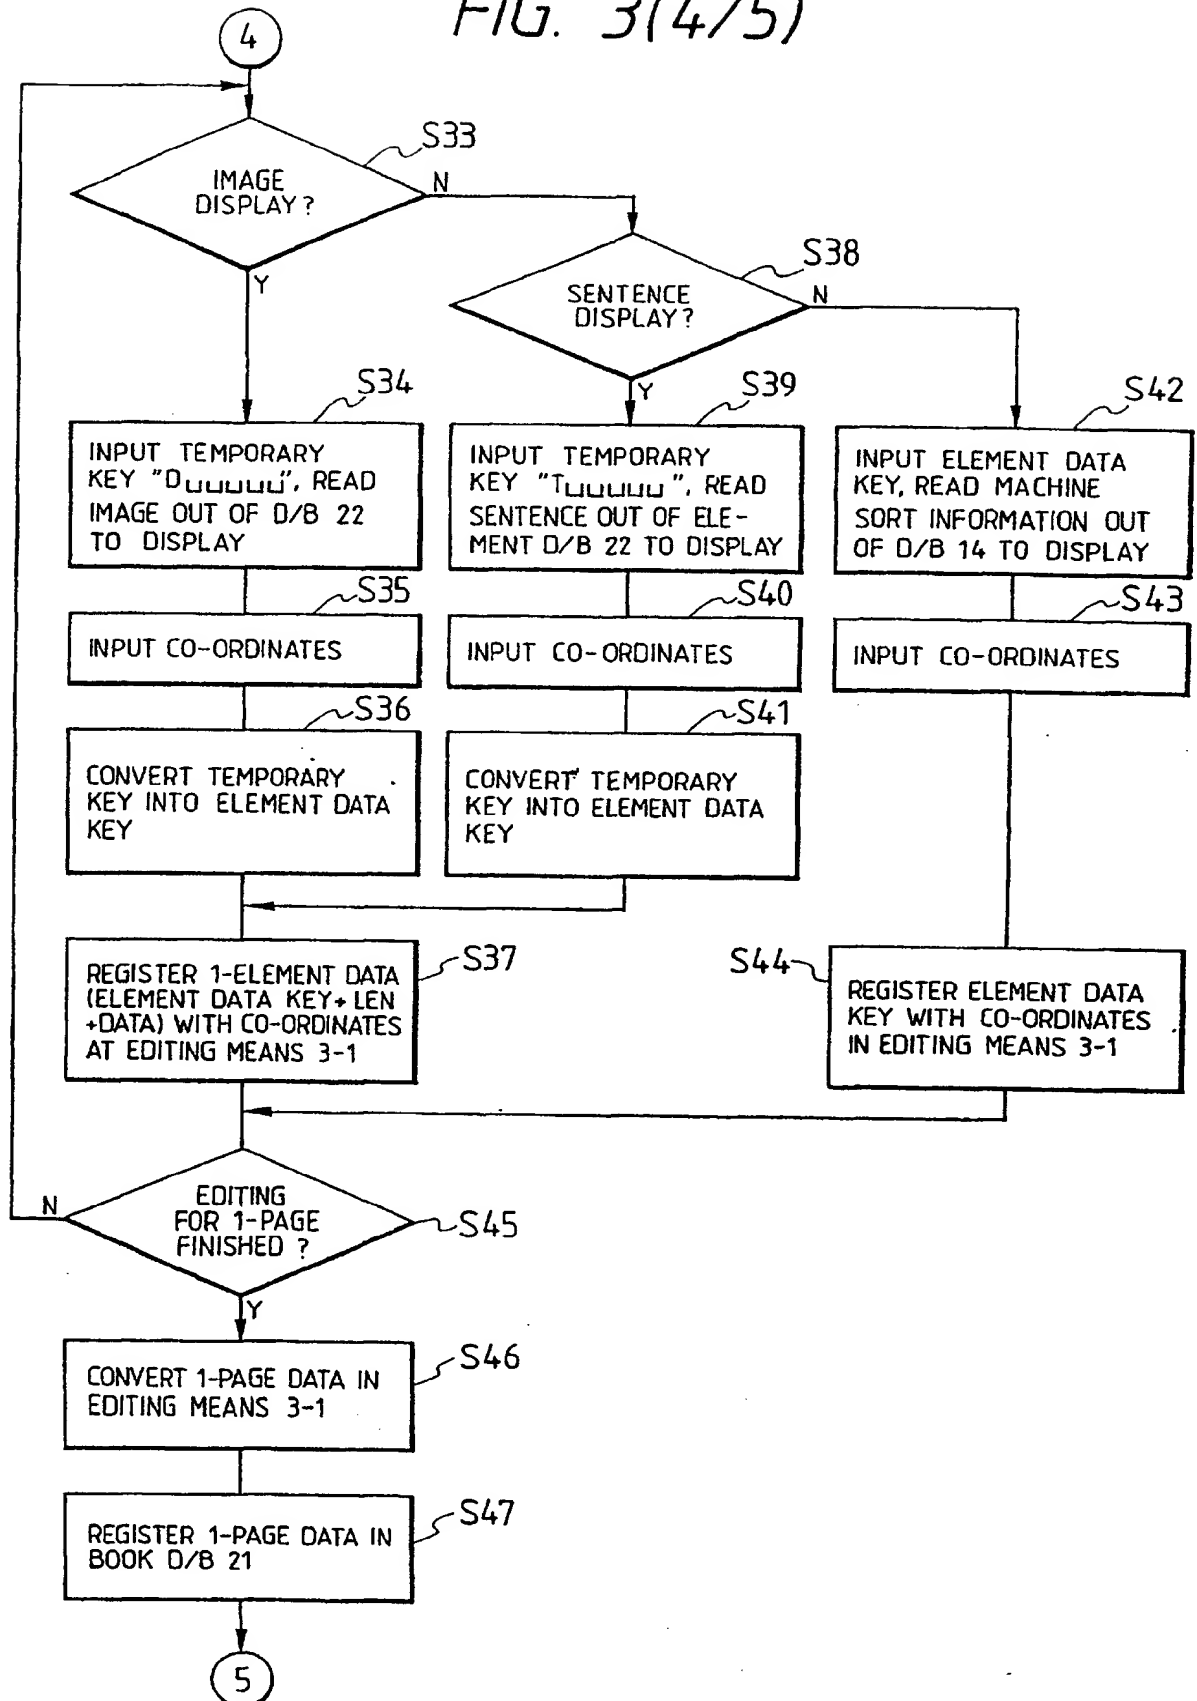 FIG. 3(4/5)
4
S33
IMAGE
DISPLAY?
N
Y
S38
SENTENCE
DISPLAY?
N
Y
S34
INPUT TEMPORARY
KEY "D␣␣␣␣␣", READ
IMAGE OUT OF D/B 22
TO DISPLAY
S39
INPUT TEMPORARY
KEY "T␣␣␣␣␣", READ
SENTENCE OUT OF ELE-
MENT D/B 22 TO DISPLAY
S42
INPUT ELEMENT DATA
KEY, READ MACHINE
SORT INFORMATION OUT
OF D/B 14 TO DISPLAY
S35
INPUT CO-ORDINATES
S40
INPUT CO-ORDINATES
S43
INPUT CO-ORDINATES
S36
CONVERT TEMPORARY
KEY INTO ELEMENT DATA
KEY
S41
CONVERT TEMPORARY
KEY INTO ELEMENT DATA
KEY
S37
REGISTER 1-ELEMENT DATA
(ELEMENT DATA KEY+LEN
+DATA) WITH CO-ORDINATES
AT EDITING MEANS 3-1
S44
REGISTER ELEMENT DATA
KEY WITH CO-ORDINATES
IN EDITING MEANS 3-1
N
EDITING
FOR 1-PAGE
FINISHED ?
S45
Y
S46
CONVERT 1-PAGE DATA IN
EDITING MEANS 3-1
S47
REGISTER 1-PAGE DATA IN
BOOK D/B 21
5